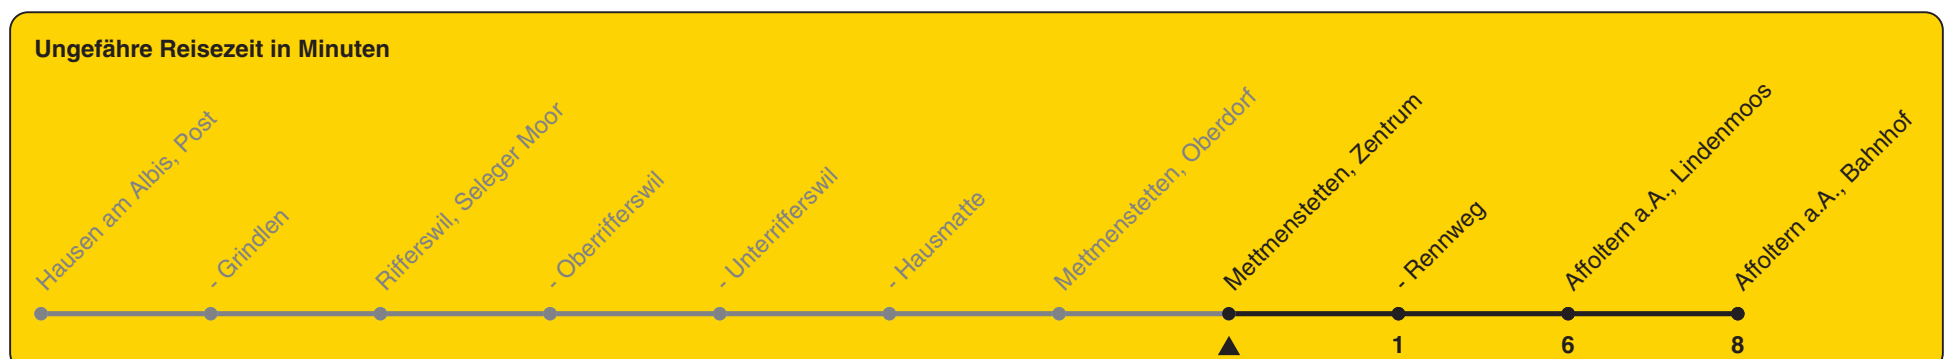 Ungefähre Reisezeit in Minuten
Hausen am Albis, Post
- Grindlen
Rifferswil, Seleger Moor
- Oberrifferswil
- Unterrifferswil
- Hausmatte
Mettmenstetten, Oberdorf
Mettmenstetten, Zentrum
- Rennweg
Affoltern a.A., Lindenmoos
Affoltern a.A., Bahnhof
1
6
8